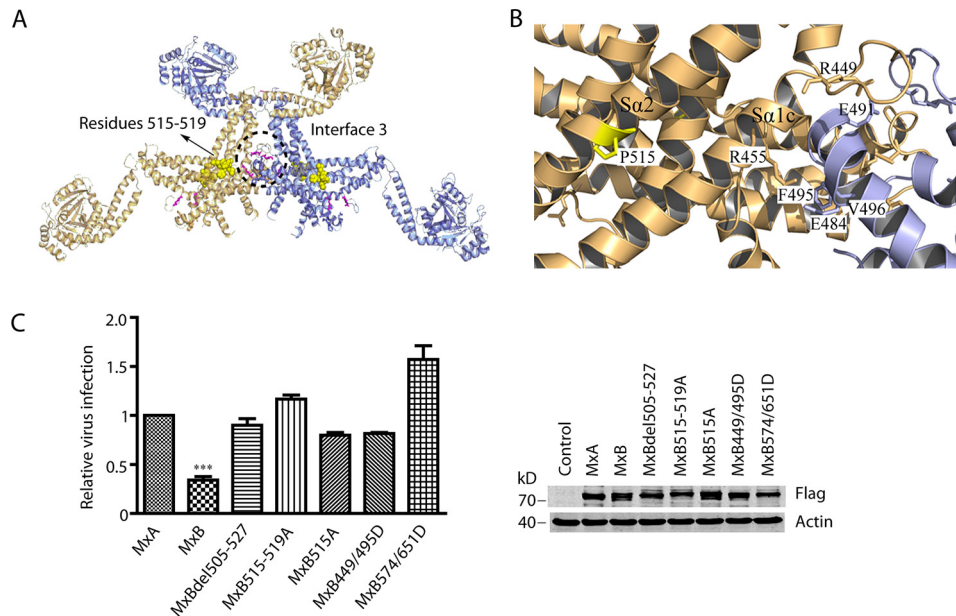 A
Residues 515-519
Interface 3
B
R449
Sα2
Sα1c
E491
P515
R455
F495
V496
E484
C
Relative virus infection
2.0
1.5
1
0.5
0
***
MxA
MxB
MxBdel505-527
MxB515-519A
MxB515A
MxB449/495D
MxB574/651D
Control
MxA
MxB
MxBdel505-527
MxB515-519A
MxB515A
MxB449/495D
MxB574/651D
kD
70
Flag
40
Actin